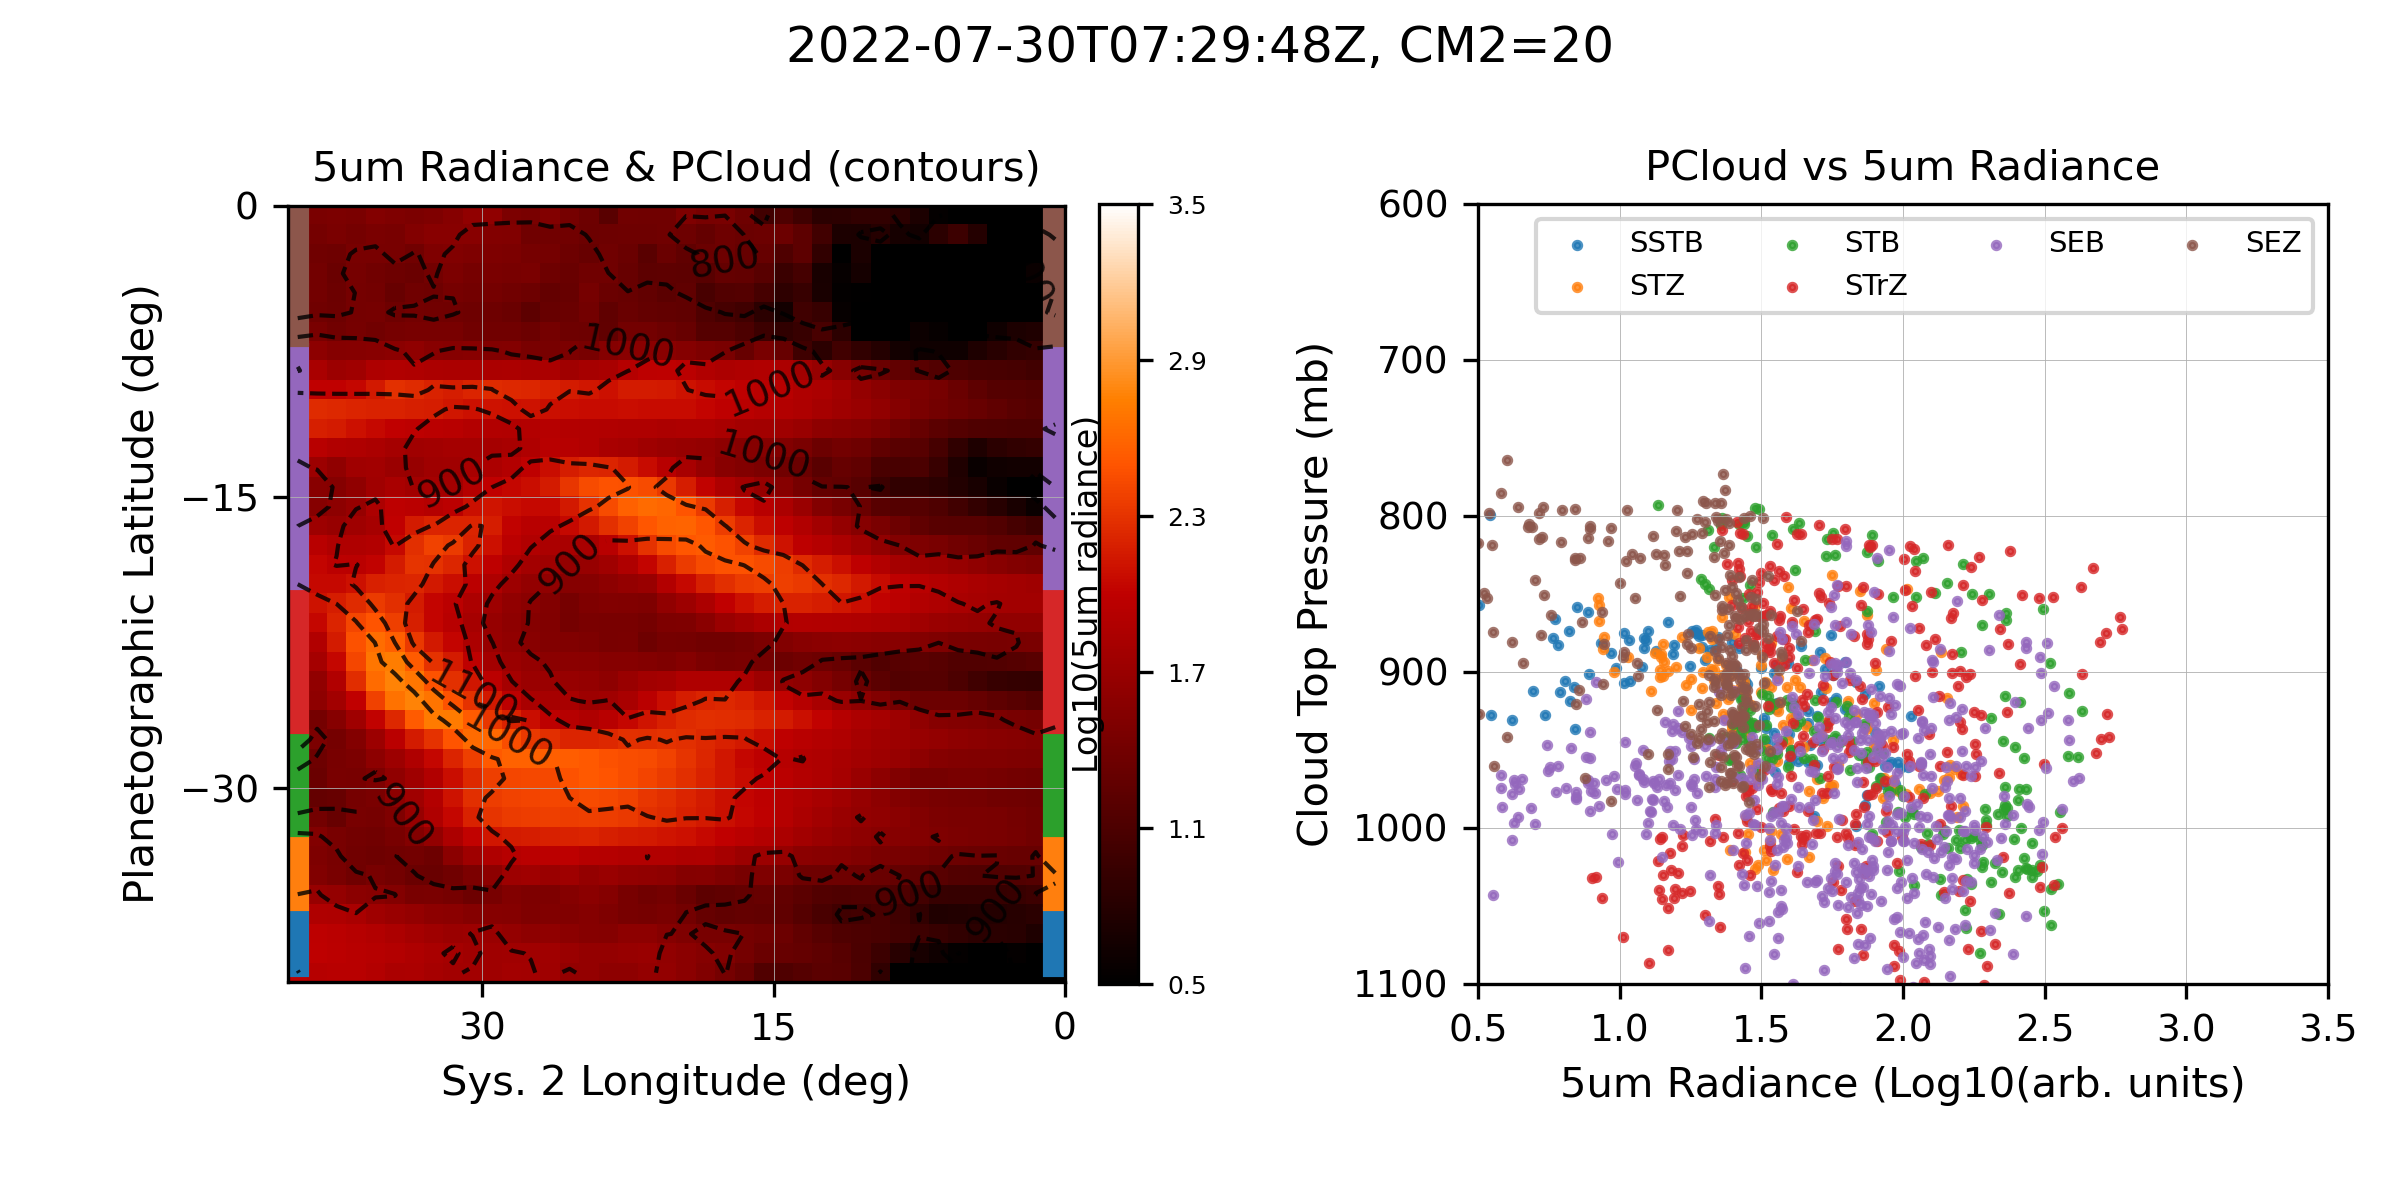 2022-07-30T07:29:48Z, CM2=20
5um Radiance & PCloud (contours)
0
−15
−30
Planetographic Latitude (deg)
800
1000
1000
1000
900
900
1100
1000
900
900
900
30
15
0
Sys. 2 Longitude (deg)
Log10(5um radiance)
3.5
2.9
2.3
1.7
1.1
0.5
PCloud vs 5um Radiance
SSTB
STB
SEB
SEZ
STZ
STrZ
600
700
800
900
1000
1100
Cloud Top Pressure (mb)
0.5
1.0
1.5
2.0
2.5
3.0
3.5
5um Radiance (Log10(arb. units)